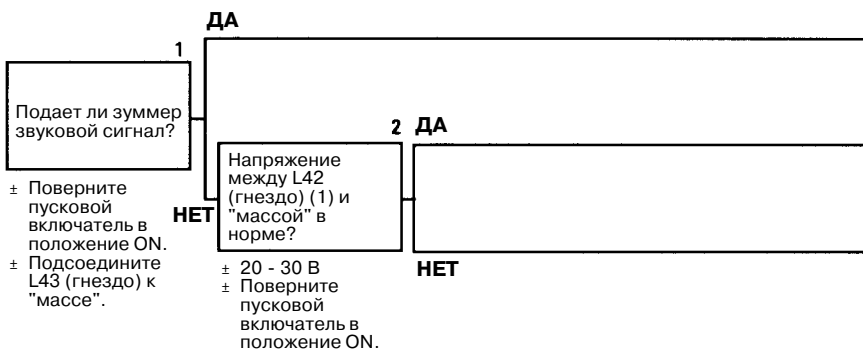 ДА
1
Подает ли зуммер
звуковой сигнал?
± Поверните
пусковой
включатель в
положение ON.
± Подсоедините
L43 (гнездо) к
"массе".
НЕТ
2 ДА
Напряжение
между L42
(гнездо) (1) и
"массой" в
норме?
± 20 - 30 В
± Поверните
пусковой
включатель в
положение ON.
НЕТ